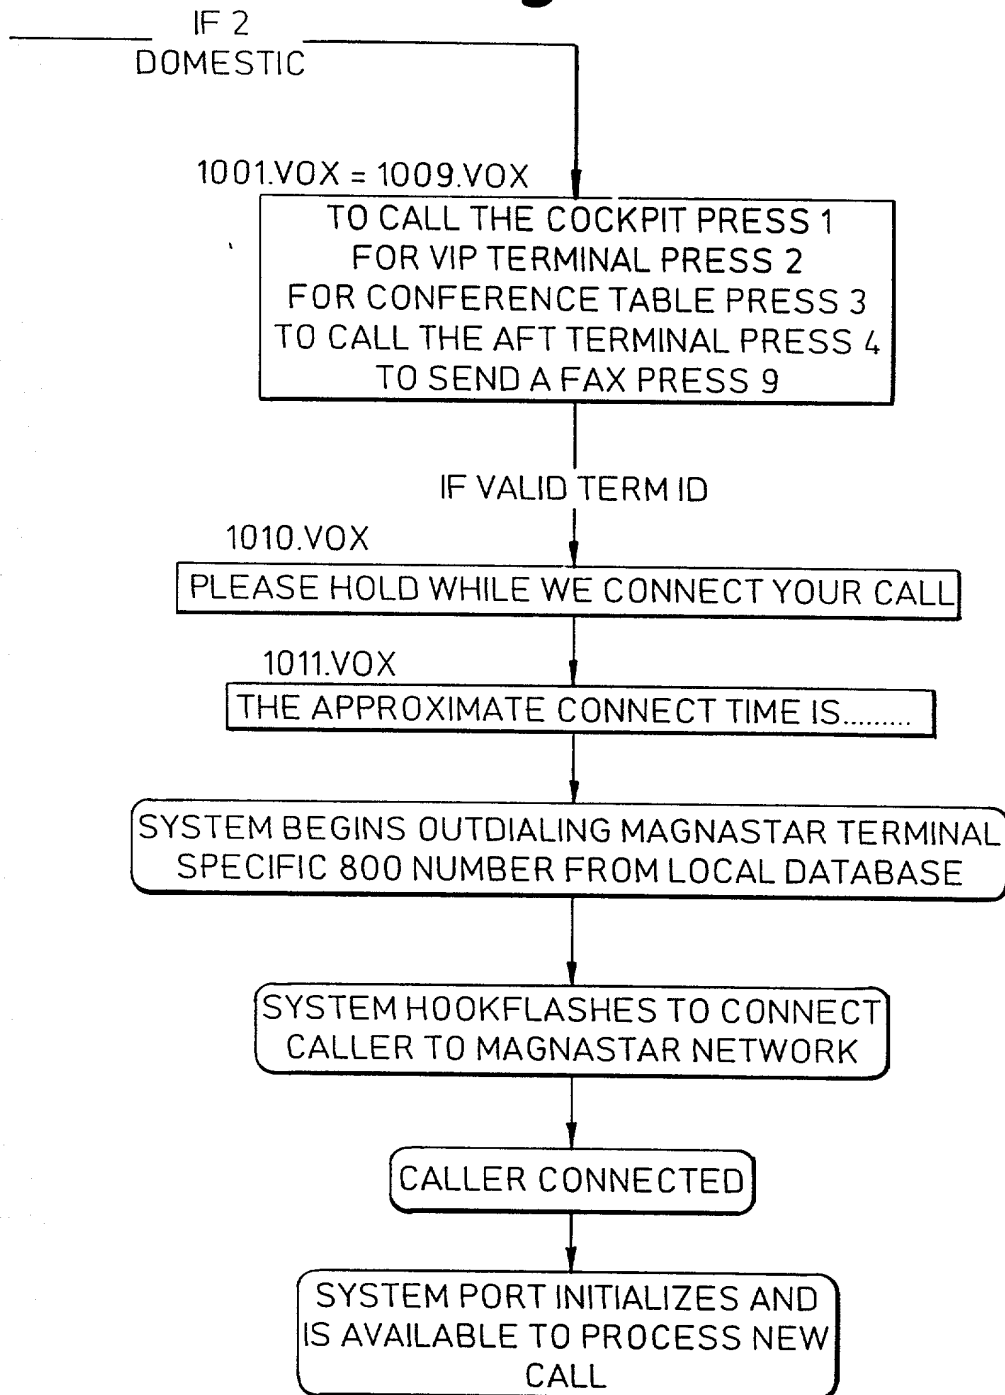 IF 2
DOMESTIC
1001.VOX = 1009.VOX
TO CALL THE COCKPIT PRESS 1
FOR VIP TERMINAL PRESS 2
FOR CONFERENCE TABLE PRESS 3
TO CALL THE AFT TERMINAL PRESS 4
TO SEND A FAX PRESS 9
IF VALID TERM ID
1010.VOX
PLEASE HOLD WHILE WE CONNECT YOUR CALL
1011.VOX
THE APPROXIMATE CONNECT TIME IS.........
SYSTEM BEGINS OUTDIALING MAGNASTAR TERMINAL
SPECIFIC 800 NUMBER FROM LOCAL DATABASE
SYSTEM HOOKFLASHES TO CONNECT
CALLER TO MAGNASTAR NETWORK
CALLER CONNECTED
SYSTEM PORT INITIALIZES AND
IS AVAILABLE TO PROCESS NEW
CALL